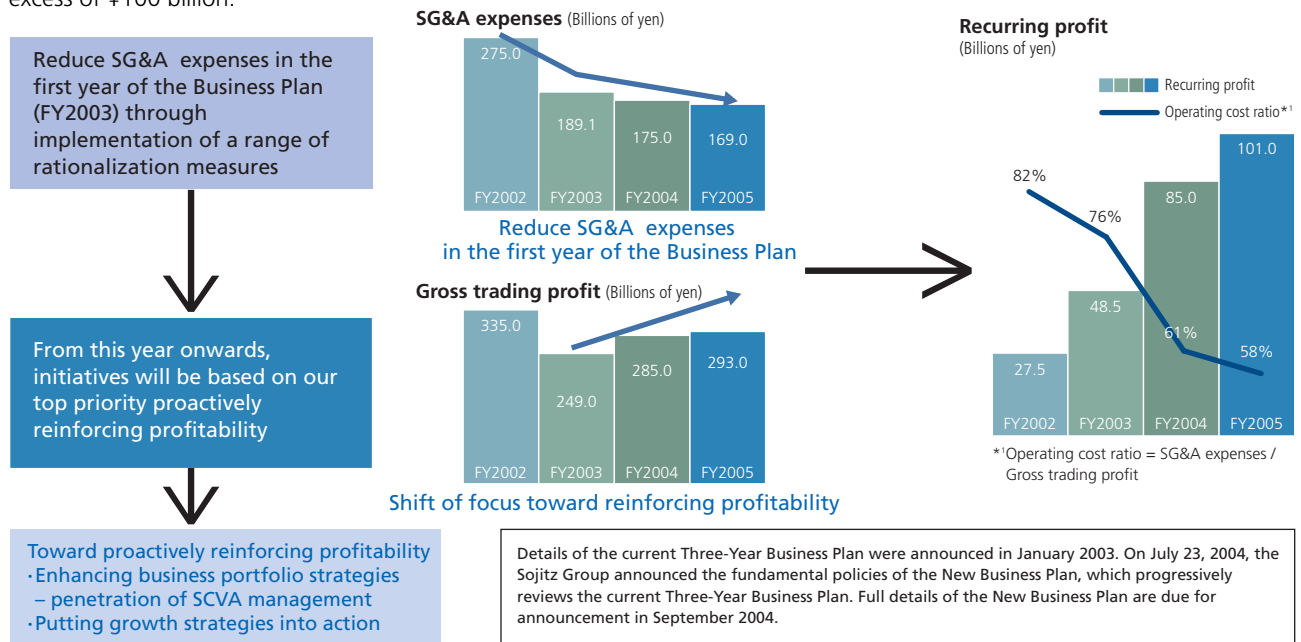 excess of ¥100 billion.
Reduce SG&A expenses in the
first year of the Business Plan
(FY2003) through
implementation of a range of
rationalization measures
From this year onwards,
initiatives will be based on our
top priority proactively
reinforcing profitability
Toward proactively reinforcing profitability
·Enhancing business portfolio strategies
– penetration of SCVA management
·Putting growth strategies into action
SG&A expenses (Billions of yen)
275.0
189.1
175.0
169.0
FY2002 FY2003 FY2004 FY2005
Reduce SG&A expenses
in the first year of the Business Plan
Gross trading profit (Billions of yen)
335.0
249.0
285.0
293.0
FY2002 FY2003 FY2004 FY2005
Shift of focus toward reinforcing profitability
Recurring profit
(Billions of yen)
Recurring profit
Operating cost ratio*¹
82%
76%
61%
58%
27.5
48.5
85.0
101.0
FY2002 FY2003 FY2004 FY2005
*¹Operating cost ratio = SG&A expenses /
Gross trading profit
Details of the current Three-Year Business Plan were announced in January 2003. On July 23, 2004, the
Sojitz Group announced the fundamental policies of the New Business Plan, which progressively
reviews the current Three-Year Business Plan. Full details of the New Business Plan are due for
announcement in September 2004.